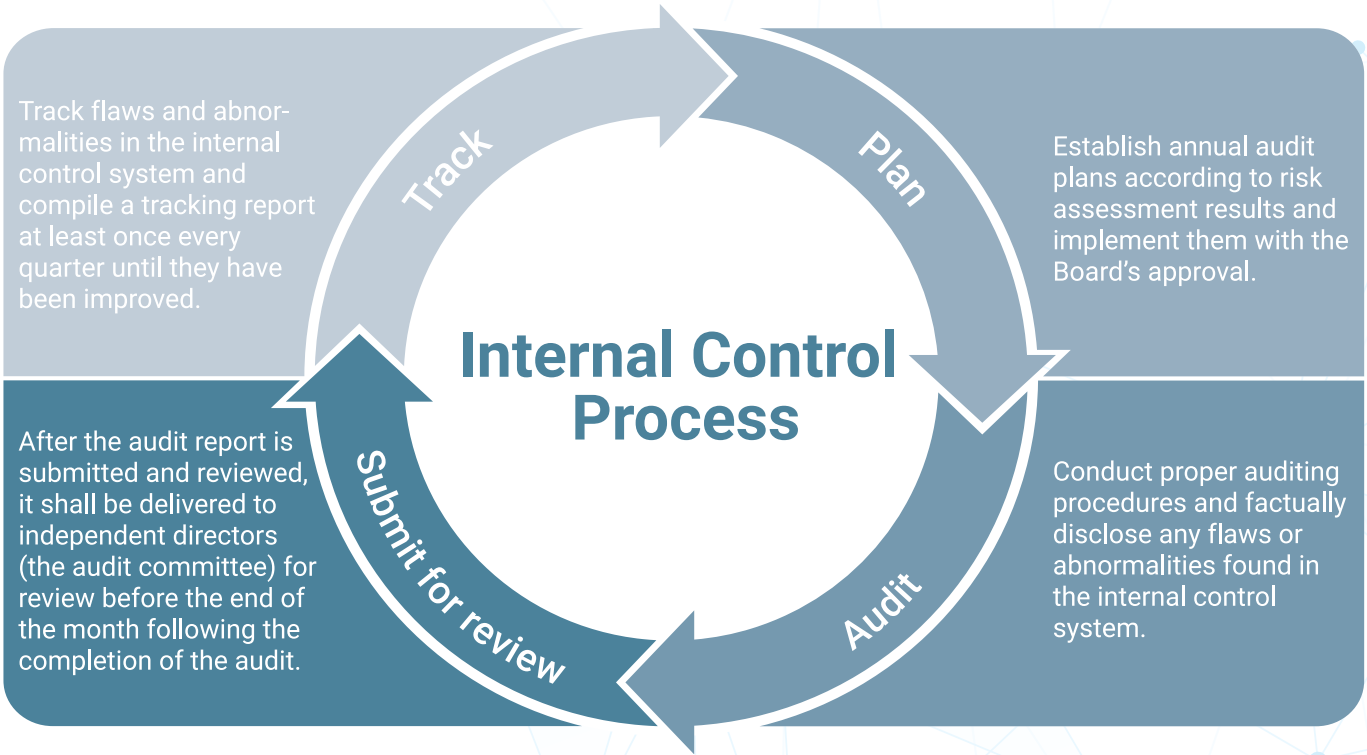 Track flaws and abnor-
malities in the internal
control system and
compile a tracking report
at least once every
quarter until they have
been improved.
Track
Plan
Establish annual audit
plans according to risk
assessment results and
implement them with the
Board’s approval.
Internal Control
Process
After the audit report is
submitted and reviewed,
it shall be delivered to
independent directors
(the audit committee) for
review before the end of
the month following the
completion of the audit.
Submit for review
Audit
Conduct proper auditing
procedures and factually
disclose any flaws or
abnormalities found in
the internal control
system.